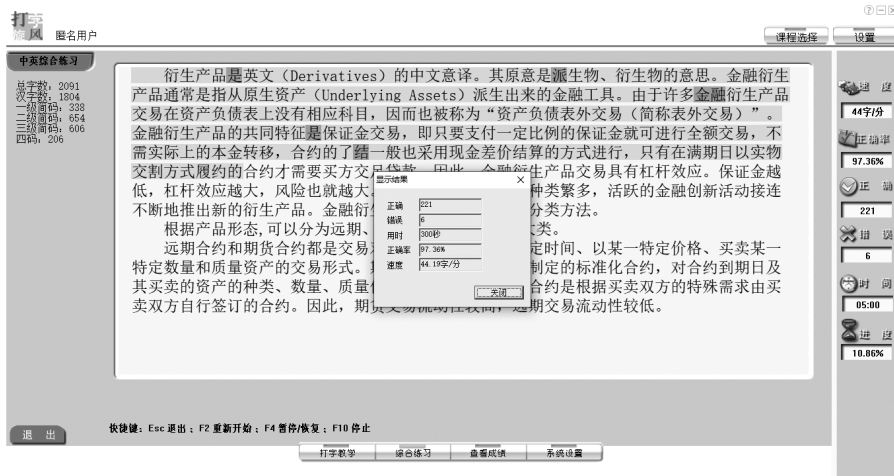 打字
旋风
匿名用户
课程选择
设置
中英综合练习
总字数: 2091
汉字数: 1804
一级简码: 338
二级简码: 654
三级简码: 606
四码: 206
衍生产品是英文（Derivatives）的中文意译。其原意是派生物、衍生物的意思。金融衍生
产品通常是指从原生资产（Underlying Assets）派生出来的金融工具。由于许多金融衍生产品
交易在资产负债表上没有相应科目，因而也被称为“资产负债表外交易（简称表外交易）”。
金融衍生产品的共同特征是保证金交易，即只要支付一定比例的保证金就可进行全额交易，不
需实际上的本金转移，合约的了结一般也采用现金差价结算的方式进行，只有在满期日以实物
交割方式履约的合约才需要买方交足贷款。因此，金融衍生产品交易具有杠杆效应。保证金越
低，杠杆效应越大，风险也就越大。
种类繁多，活跃的金融创新活动接连
不断地推出新的衍生产品。金融衍生
分类方法。
根据产品形态,可以分为远期、
大类。
远期合约和期货合约都是交易
定时间、以某一特定价格、买卖某一
特定数量和质量资产的交易形式。
制定的标准化合约，对合约到期日及
其买卖的资产的种类、数量、质量
合约是根据买卖双方的特殊需求由买
卖双方自行签订的合约。因此，期货交易流动性较高，远期交易流动性较低。
显示结果
正确 221
错误 6
用时 300秒
正确率 97.36%
速度 44.19字/分
关闭
速度
44字/分
正确率
97.36%
正确
221
错误
6
时间
05:00
进度
10.86%
快捷键: Esc 退出 ; F2 重新开始 ; F4 暂停/恢复 ; F10 停止
退出
打字教学
综合练习
查看成绩
系统设置